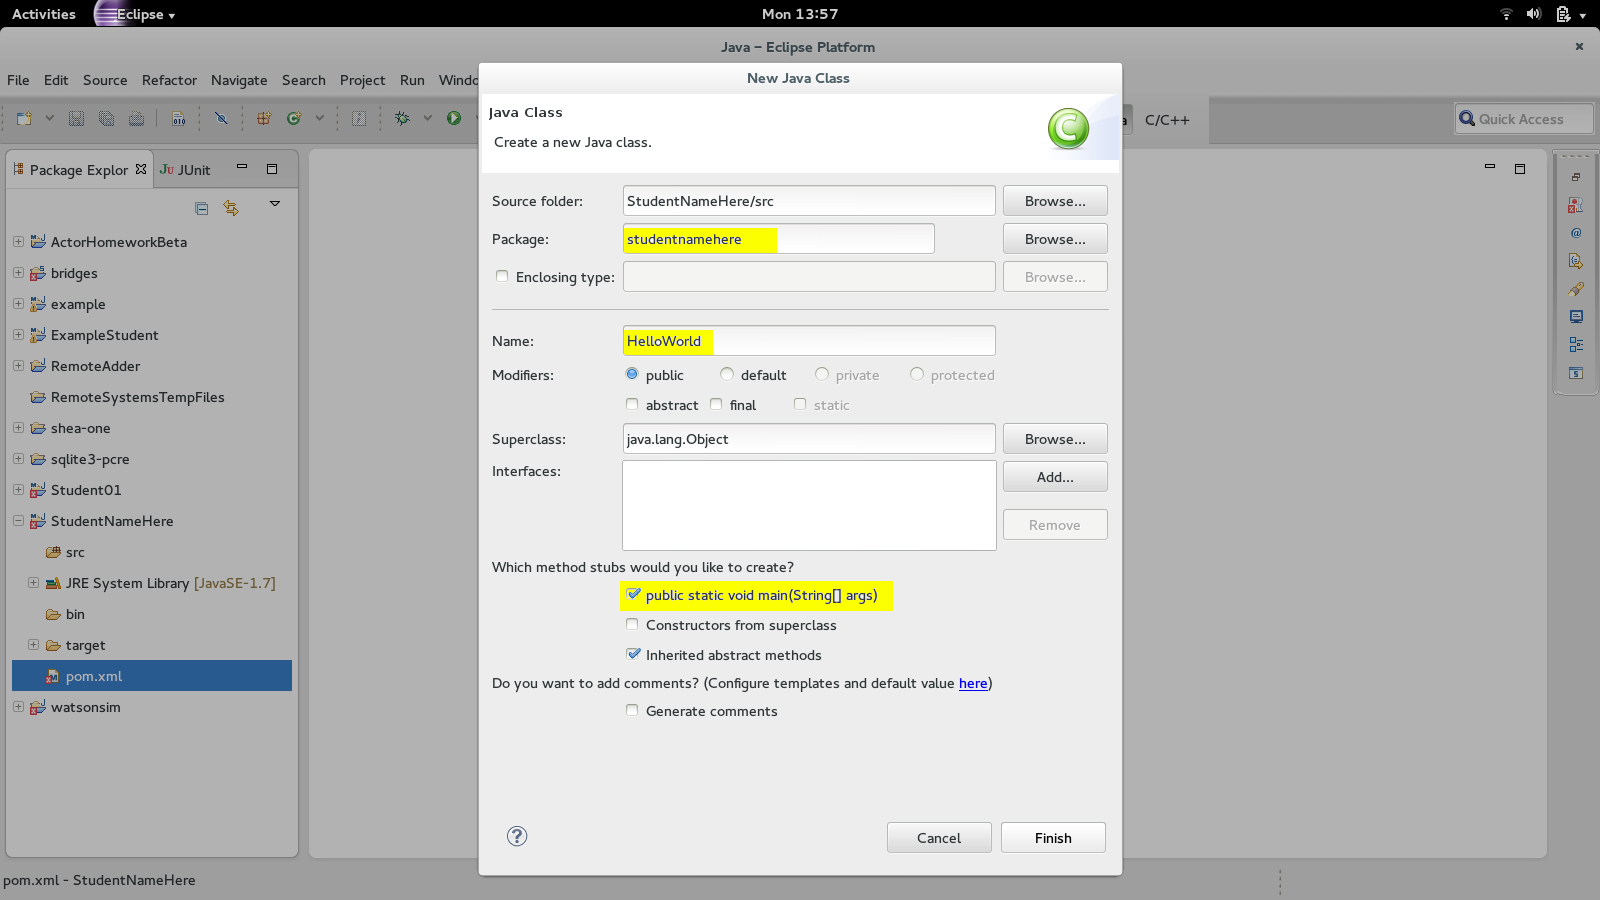 Activities Eclipse Mon 13:57
Java – Eclipse Platform
File Edit Source Refactor Navigate Search Project Run
New Java Class
Java Class
Create a new Java class.
C/C++ Quick Access
Package Explor JUnit
ActorHomeworkBeta
bridges
example
ExampleStudent
RemoteAdder
RemoteSystemsTempFiles
shea-one
sqlite3-pcre
Student01
StudentNameHere
src
JRE System Library [JavaSE-1.7]
bin
target
pom.xml
watsonsim
Source folder: StudentNameHere/src Browse...
Package: studentnamehere Browse...
Enclosing type: Browse...
Name: HelloWorld
Modifiers: public default private protected
abstract final static
Superclass: java.lang.Object Browse...
Interfaces: Add...
Remove
Which method stubs would you like to create?
public static void main(String[] args)
Constructors from superclass
Inherited abstract methods
Do you want to add comments? (Configure templates and default value here)
Generate comments
Cancel Finish
pom.xml - StudentNameHere